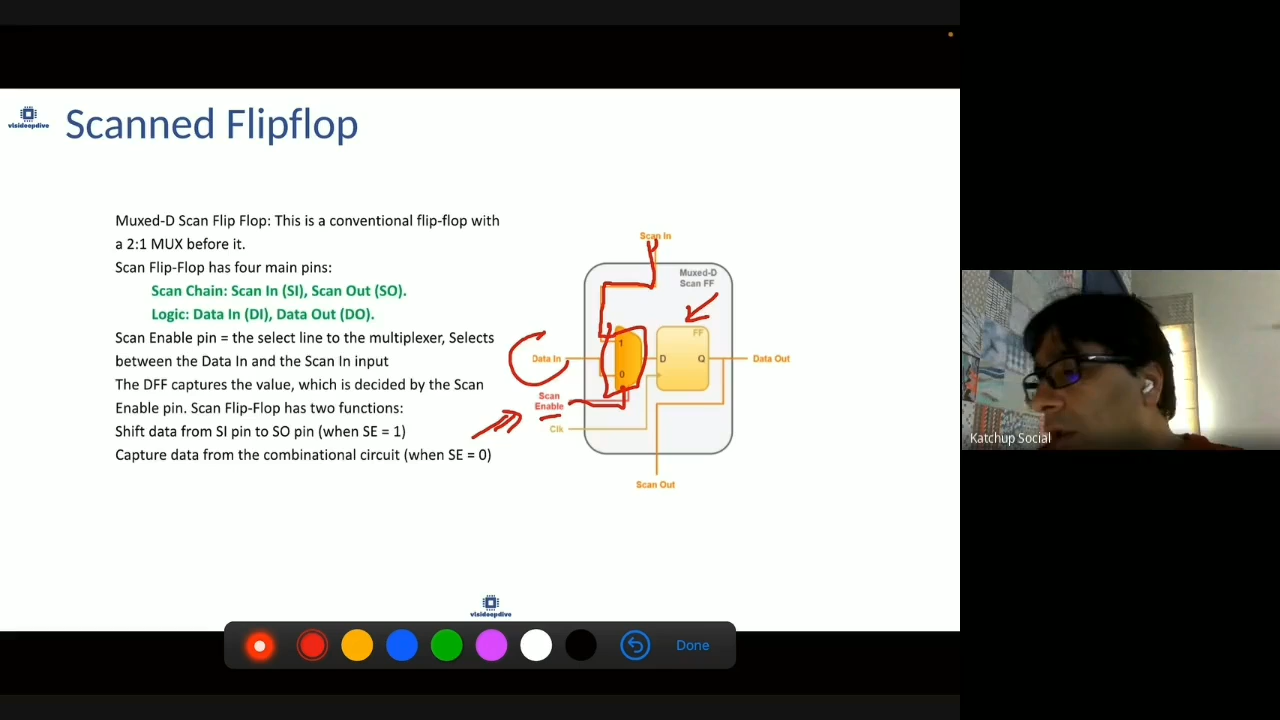 visideepdive
Scanned Flipflop
Muxed-D Scan Flip Flop: This is a conventional flip-flop with
a 2:1 MUX before it.
Scan Flip-Flop has four main pins:
Scan Chain: Scan In (SI), Scan Out (SO).
Logic: Data In (DI), Data Out (DO).
Scan Enable pin = the select line to the multiplexer, Selects
between the Data In and the Scan In input
The DFF captures the value, which is decided by the Scan
Enable pin. Scan Flip-Flop has two functions:
Shift data from SI pin to SO pin (when SE = 1)
Capture data from the combinational circuit (when SE = 0)
Scan In
Muxed-D
Scan FF
FF
1
Data In
D
Q
Data Out
0
Scan
Enable
Clk
Scan Out
visideepdive
Done
Katchup Social